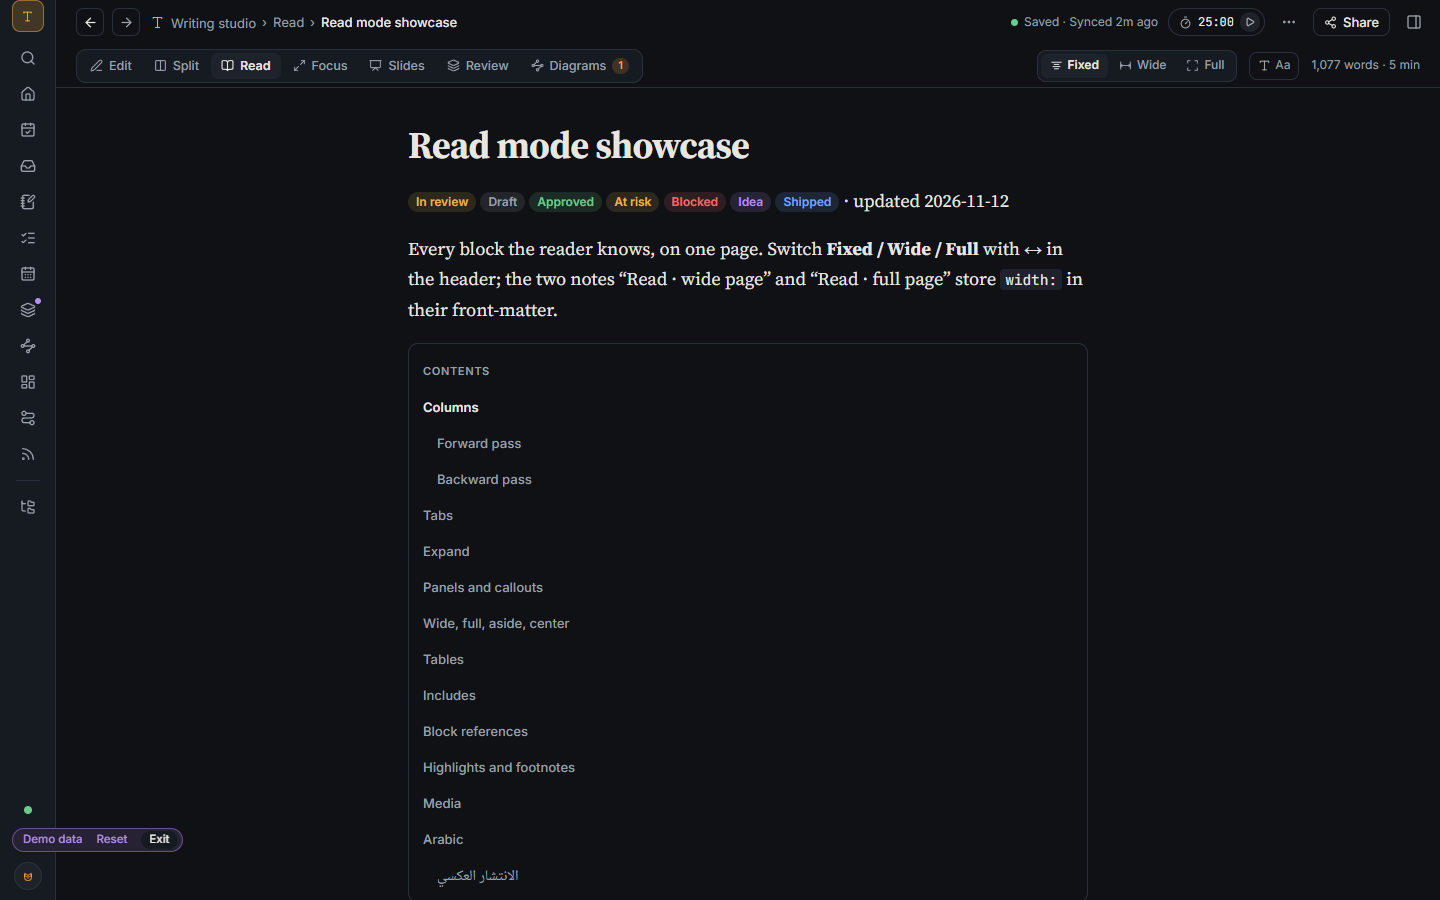 T
Writing studio › Read › Read mode showcase
Saved · Synced 2m ago
25:00
Share
Edit
Split
Read
Focus
Slides
Review
Diagrams 1
Fixed
Wide
Full
Aa
1,077 words · 5 min
Read mode showcase
In review Draft Approved At risk Blocked Idea Shipped · updated 2026-11-12
Every block the reader knows, on one page. Switch Fixed / Wide / Full with ↔ in
the header; the two notes “Read · wide page” and “Read · full page” store width: in
their front-matter.
CONTENTS
Columns
Forward pass
Backward pass
Tabs
Expand
Panels and callouts
Wide, full, aside, center
Tables
Includes
Block references
Highlights and footnotes
Media
Arabic
الانتشار العكسي
Demo data Reset Exit